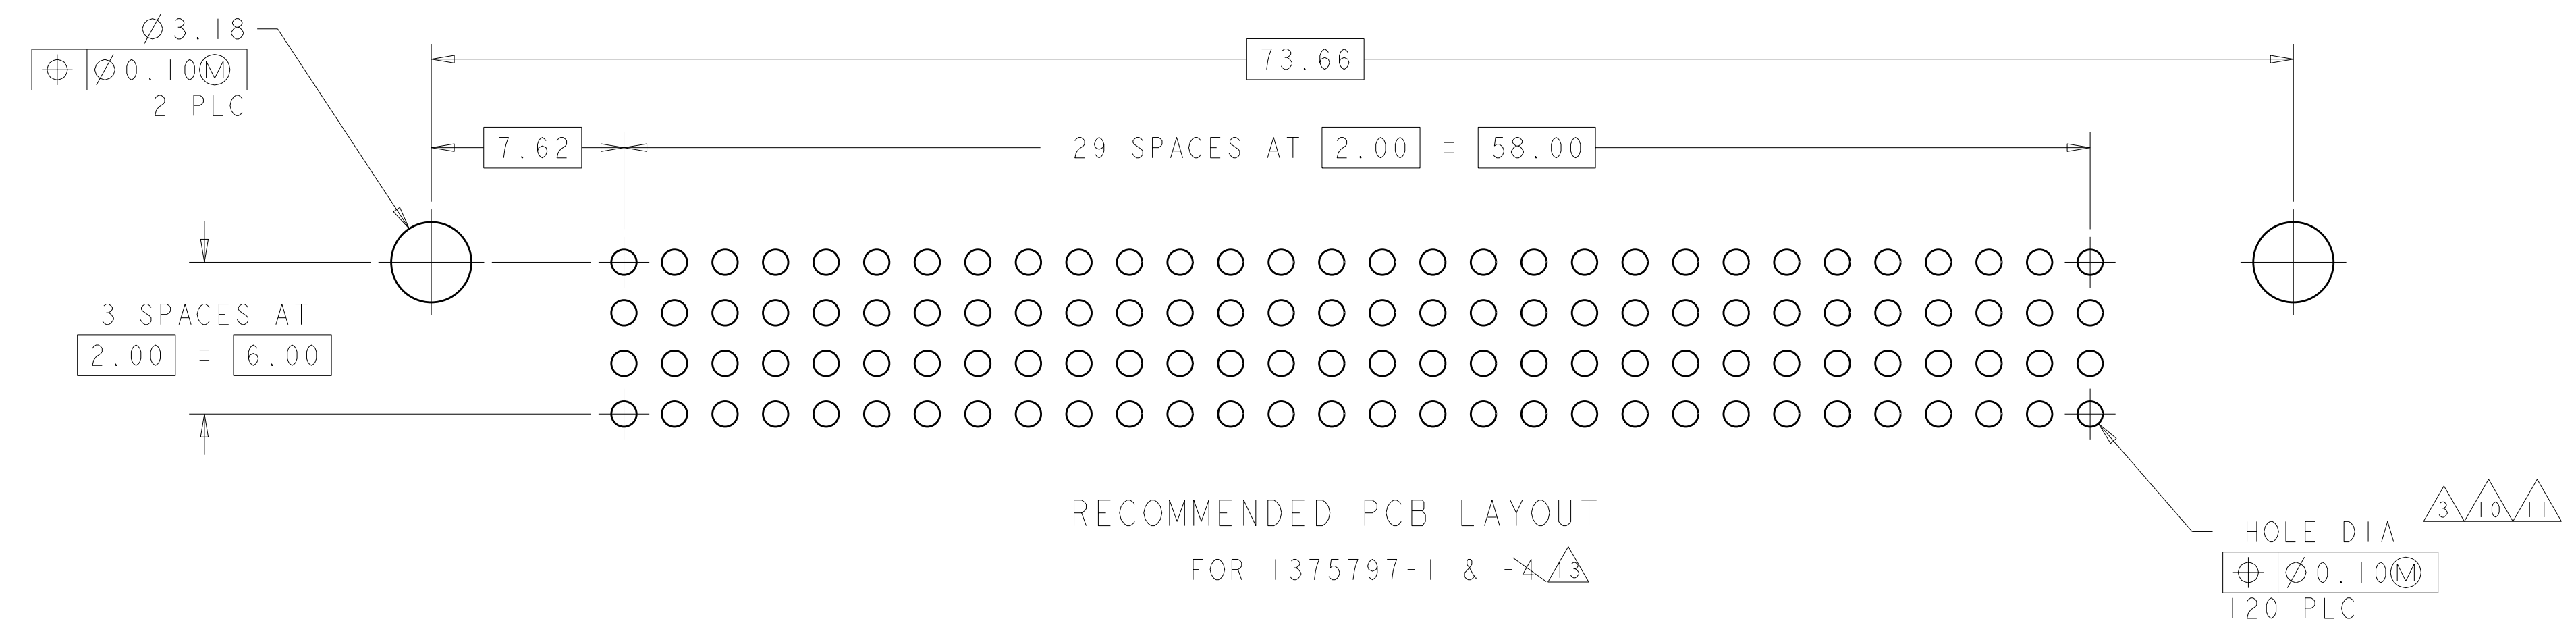 Ø3.18
⌖ Ø0.10Ⓜ
2 PLC
73.66
7.62
29 SPACES AT 2.00 = 58.00
3 SPACES AT
2.00 = 6.00
RECOMMENDED PCB LAYOUT
FOR 1375797-1 & -4 13
3 10 11
HOLE DIA
⌖ Ø0.10Ⓜ
120 PLC